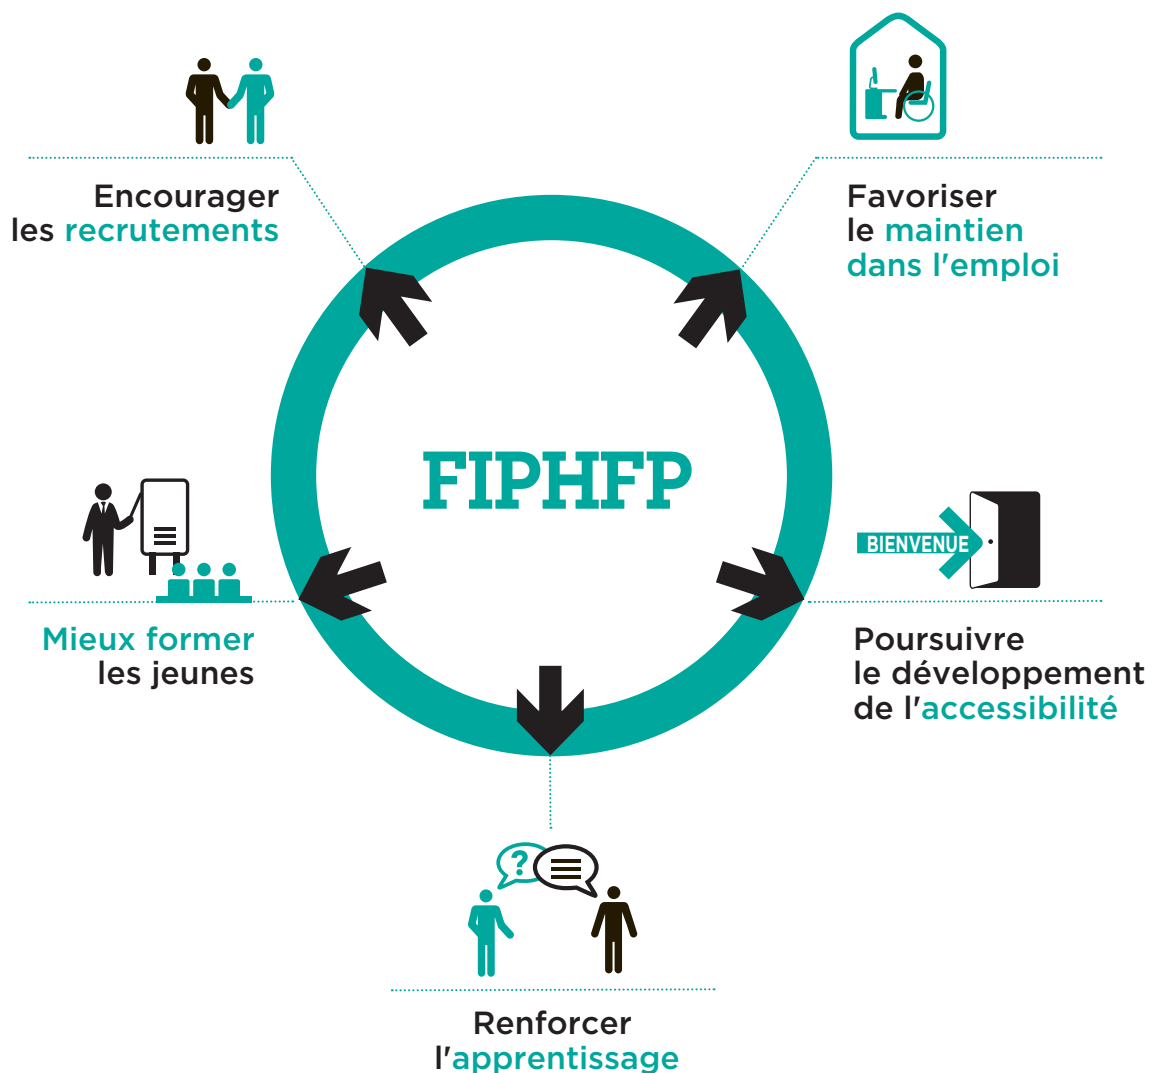 Encourager
les recrutements
Favoriser
le maintien
dans l'emploi
FIPHFP
BIENVENUE
Mieux former
les jeunes
Poursuivre
le développement
de l'accessibilité
?
Renforcer
l'apprentissage